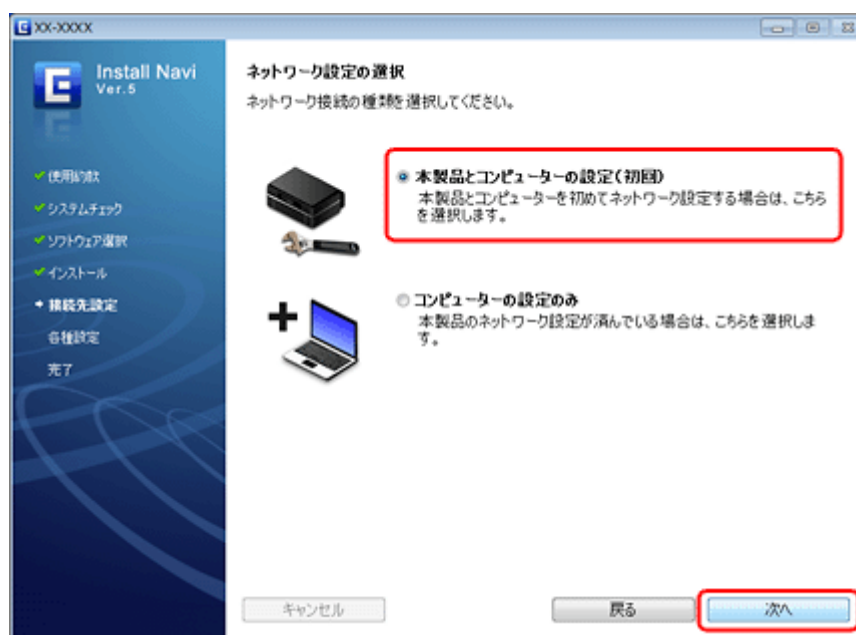 XX-XXXX
Install Navi
Ver.5
使用約款
システムチェック
ソフトウェア選択
インストール
接続先設定
各種設定
完了
ネットワーク設定の選択
ネットワーク接続の種類を選択してください。
本製品とコンピューターの設定(初回)
本製品とコンピューターを初めてネットワーク設定する場合は、こちら
を選択します。
コンピューターの設定のみ
本製品のネットワーク設定が済んでいる場合は、こちらを選択しま
す。
キャンセル
戻る
次へ